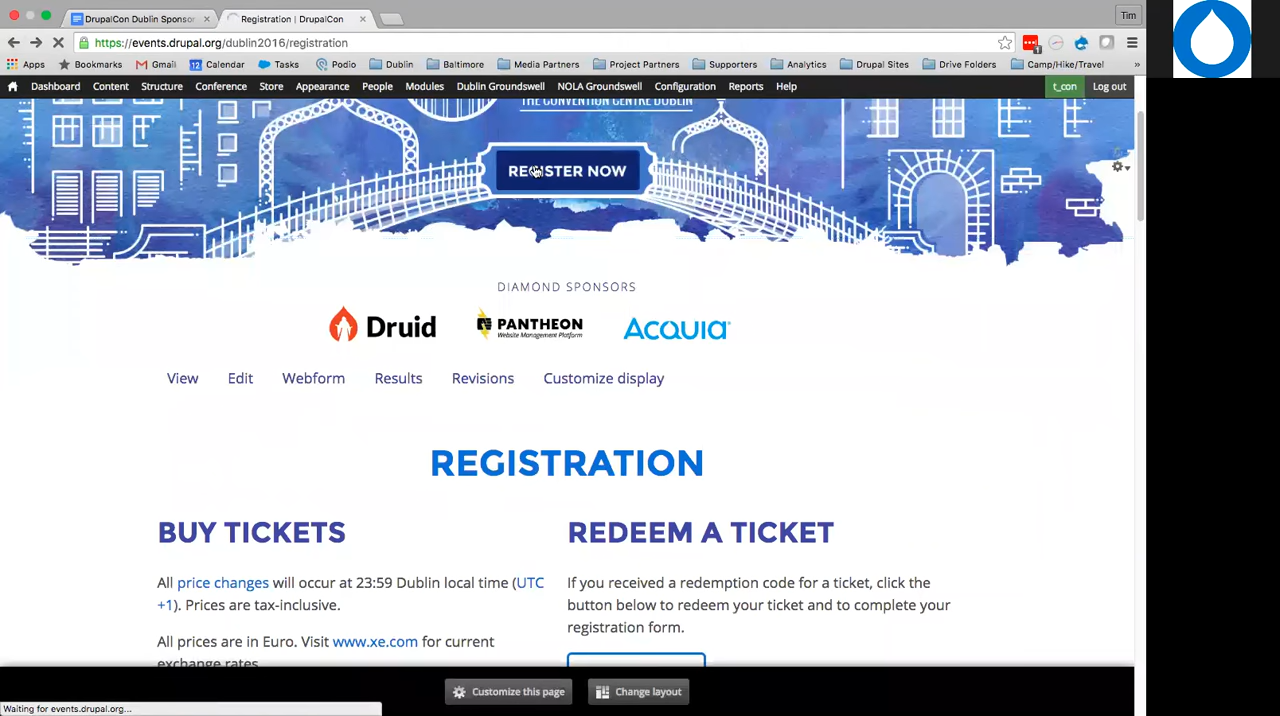 DrupalCon Dublin Sponsor
Registration | DrupalCon
Tim
https://events.drupal.org/dublin2016/registration
1
Apps Bookmarks Gmail 12 Calendar Tasks Podio Dublin Baltimore Media Partners Project Partners Supporters Analytics Drupal Sites Drive Folders Camp/Hike/Travel »
Dashboard Content Structure Conference Store Appearance People Modules Dublin Groundswell NOLA Groundswell Configuration Reports Help t_con Log out
THE CONVENTION CENTRE DUBLIN
REGISTER NOW
DIAMOND SPONSORS
Druid
PANTHEON
Website Management Platform
ACQUIA
View Edit Webform Results Revisions Customize display
REGISTRATION
BUY TICKETS
All price changes will occur at 23:59 Dublin local time (UTC
+1). Prices are tax-inclusive.
All prices are in Euro. Visit www.xe.com for current
exchange rates.
REDEEM A TICKET
If you received a redemption code for a ticket, click the
button below to redeem your ticket and to complete your
registration form.
Customize this page
Change layout
Waiting for events.drupal.org...